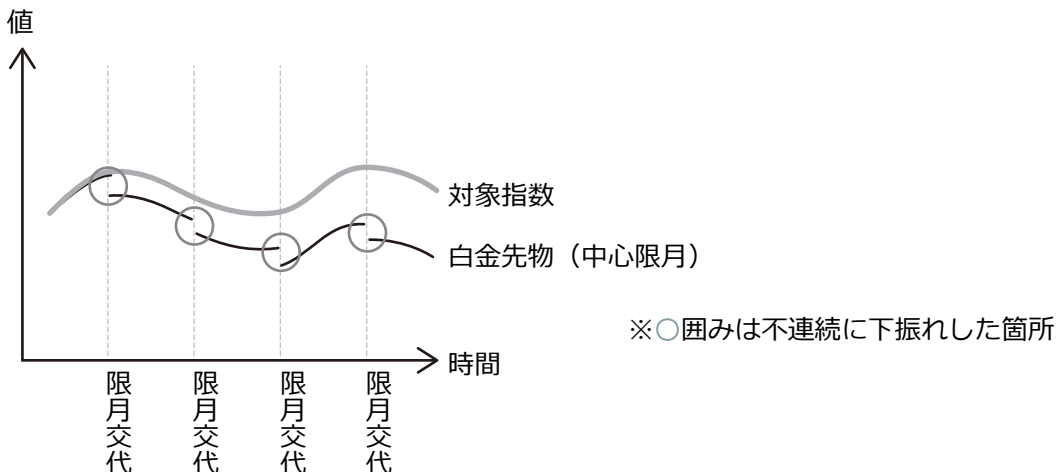 値
対象指数
白金先物（中心限月）
※○囲みは不連続に下振れした箇所
時間
限月交代
限月交代
限月交代
限月交代